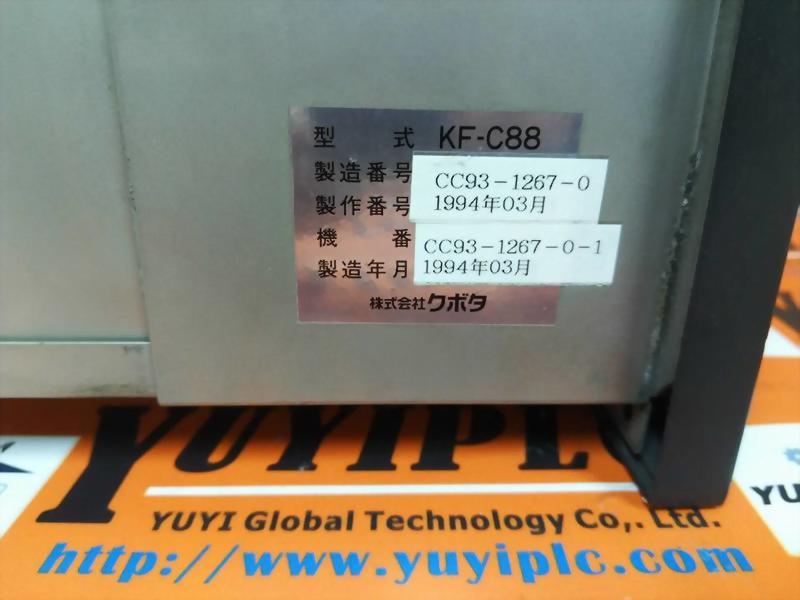 型 式 KF-C88
製造番号 CC93-1267-0
製作番号 1994年03月
機 番 CC93-1267-0-1
製造年月 1994年03月
株式会社クボタ
YUYIPLC
YUYI Global Technology Co,. Ltd.
http://www.yuyiplc.com
YU